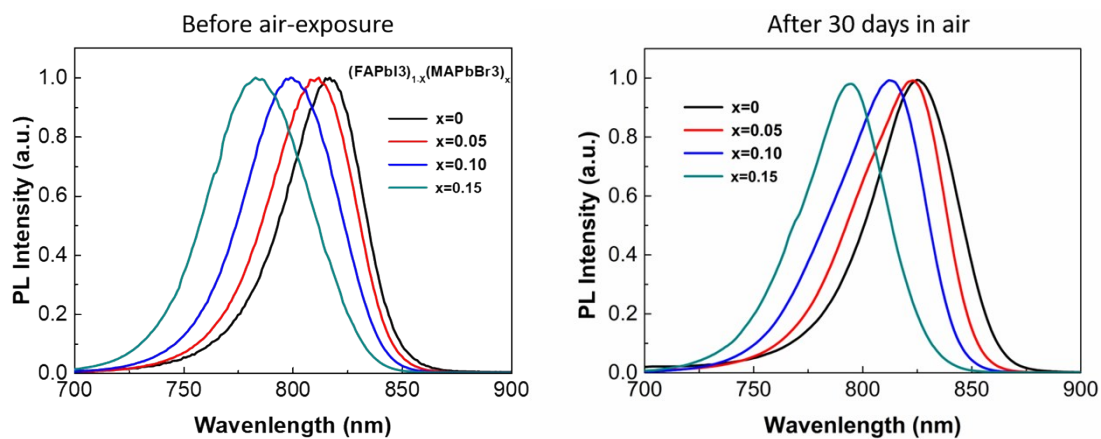 Before air-exposure
1.0
0.8
0.6
0.4
0.2
0.0
PL Intensity (a.u.)
(FAPbI3)1-X(MAPbBr3)x
x=0
x=0.05
x=0.10
x=0.15
700
750
800
850
900
Wavelength (nm)
After 30 days in air
1.0
0.8
0.6
0.4
0.2
0.0
PL Intensity (a.u.)
x=0
x=0.05
x=0.10
x=0.15
700
750
800
850
900
Wavelength (nm)